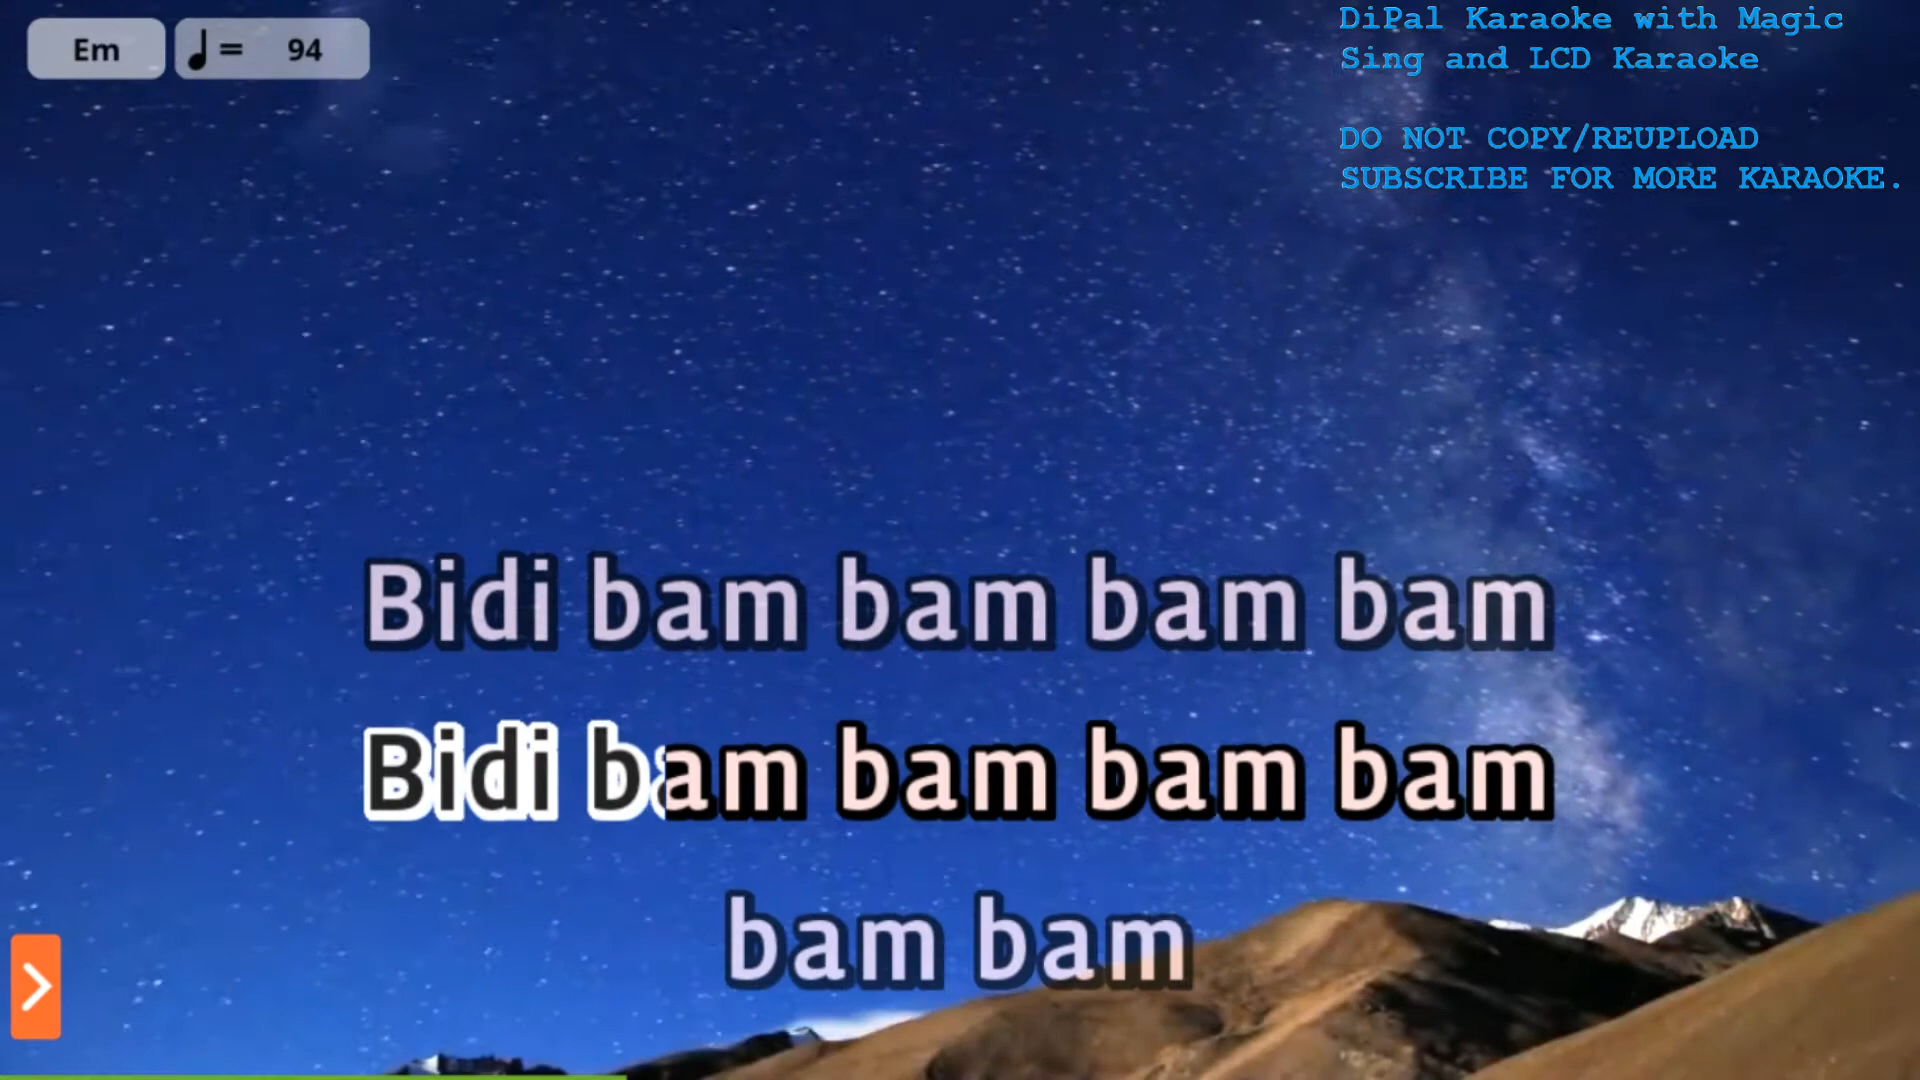 Em
♩= 94
DiPal Karaoke with Magic
Sing and LCD Karaoke
DO NOT COPY/REUPLOAD
SUBSCRIBE FOR MORE KARAOKE.
Bidi bam bam bam bam
Bidi bam bam bam bam
bam bam